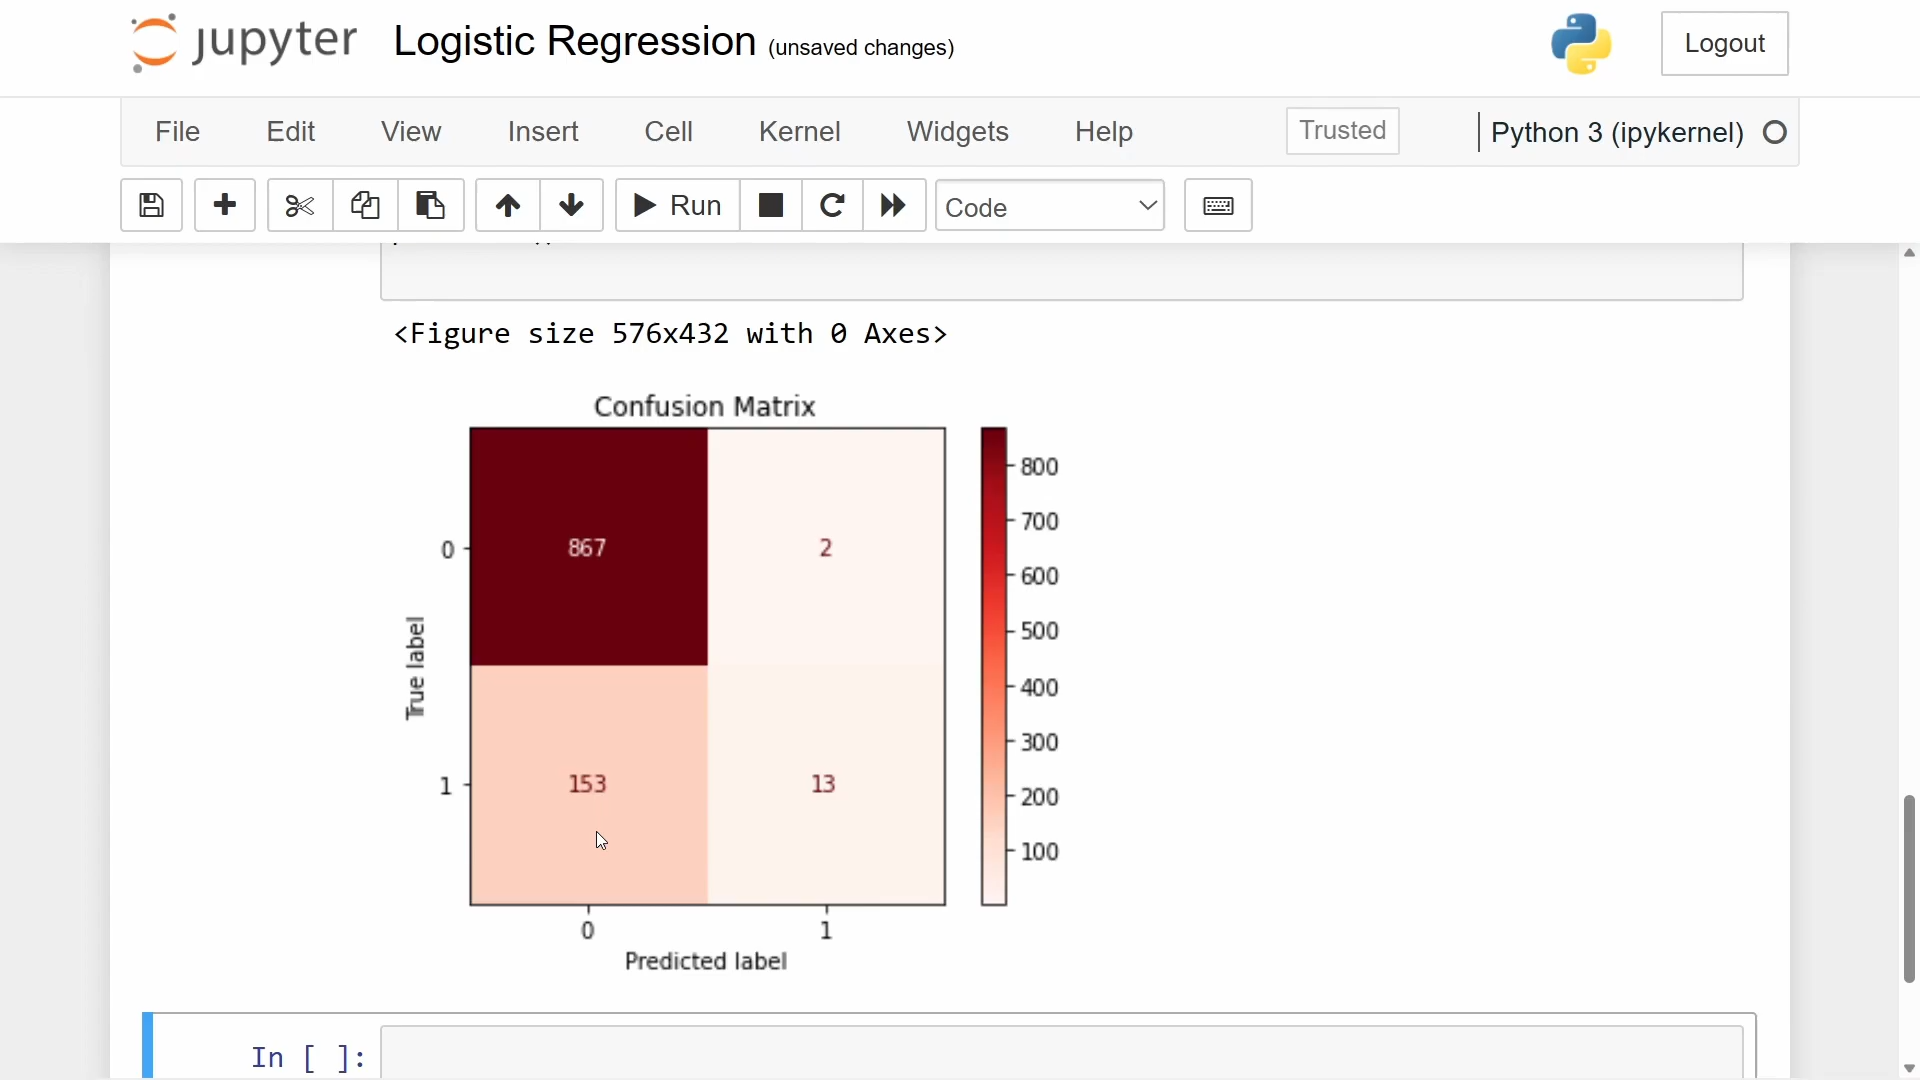 jupyter Logistic Regression (unsaved changes) Logout
File Edit View Insert Cell Kernel Widgets Help Trusted Python 3 (ipykernel)
Run Code
<Figure size 576x432 with 0 Axes>
Confusion Matrix
867 2
153 13
0
1
True label
0 1
Predicted label
800
700
600
500
400
300
200
100
In [ ]: